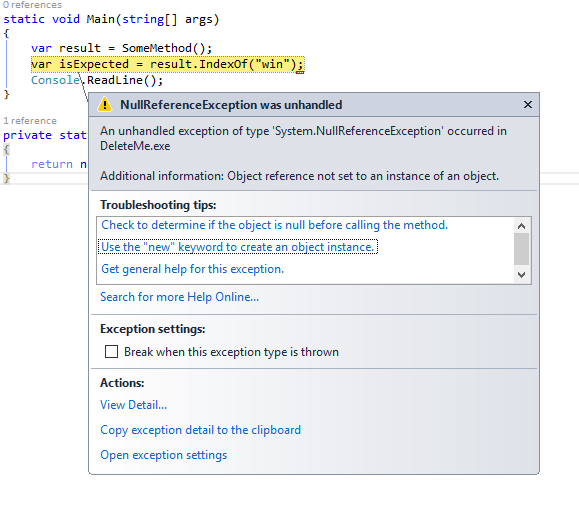 0 references
static void Main(string[] args)
{
var result = SomeMethod();
var isExpected = result.IndexOf("win");
Console.ReadLine();
}
NullReferenceException was unhandled
An unhandled exception of type 'System.NullReferenceException' occurred in
DeleteMe.exe
Additional information: Object reference not set to an instance of an object.
1 reference
private stat
{
return n
}
Troubleshooting tips:
Check to determine if the object is null before calling the method.
Use the "new" keyword to create an object instance.
Get general help for this exception.
Search for more Help Online...
Exception settings:
Break when this exception type is thrown
Actions:
View Detail...
Copy exception detail to the clipboard
Open exception settings